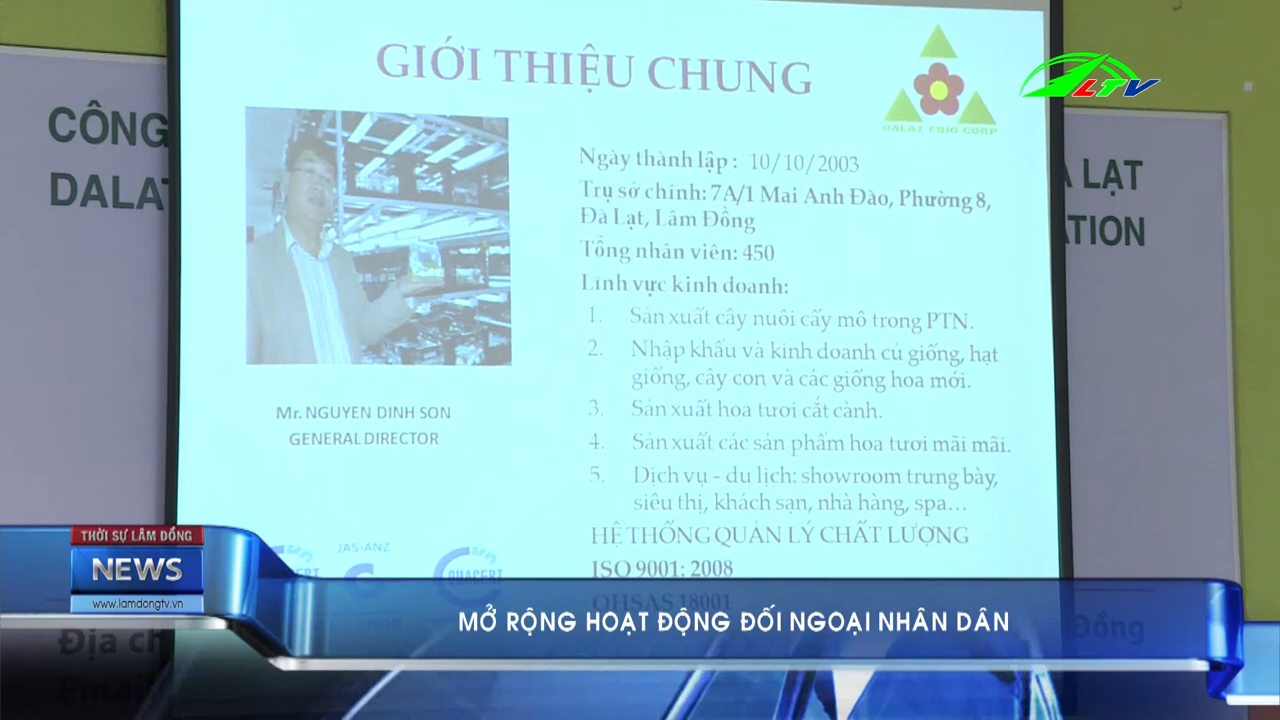 GIỚI THIỆU CHUNG
DALAT FBIO CORP
LTV
CÔNG
DALAT
LẠT
Ngày thành lập : 10/10/2003
Trụ sở chính: 7A/1 Mai Anh Đào, Phường 8,
Đà Lạt, Lâm Đồng
Tổng nhân viên: 450
Lĩnh vực kinh doanh:
1. Sản xuất cây nuôi cấy mô trong PTN.
2. Nhập khẩu và kinh doanh củ giống, hạt
giống, cây con và các giống hoa mới.
3. Sản xuất hoa tươi cắt cành.
4. Sản xuất các sản phẩm hoa tươi mãi mãi.
5. Dịch vụ - du lịch: showroom trưng bày,
siêu thị, khách sạn, nhà hàng, spa...
HỆ THỐNG QUẢN LÝ CHẤT LƯỢNG
ISO 9001: 2008
OHSAS 18001
Mr. NGUYEN DINH SON
GENERAL DIRECTOR
JAS-ANZ
QUACERT
THỜI SỰ LÂM ĐỒNG
NEWS
www.lamdongtv.vn
MỞ RỘNG HOẠT ĐỘNG ĐỐI NGOẠI NHÂN DÂN
Địa ch
Email
Đồng